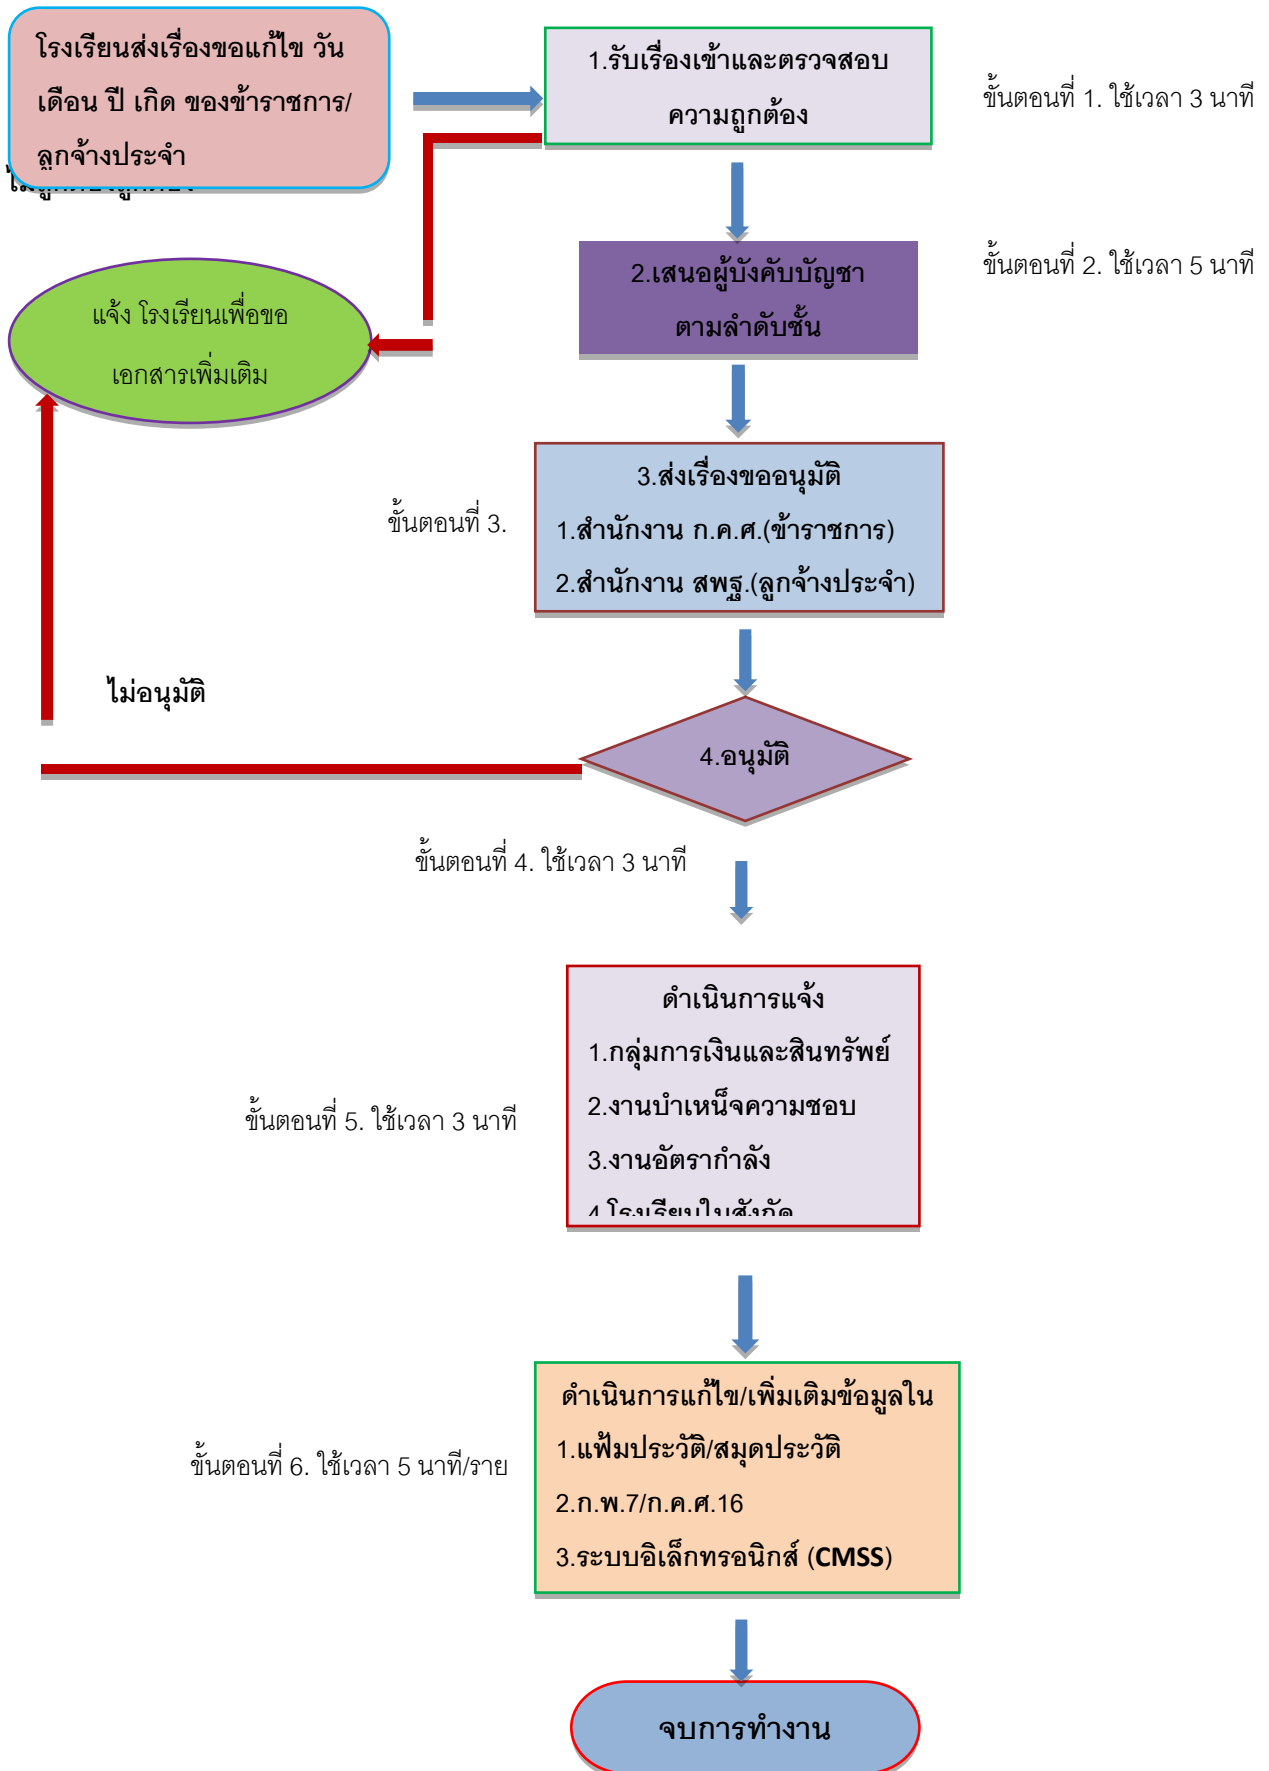 โรงเรียนส่งเรื่องขอแก้ไข วัน
เดือน ปี เกิด ของข้าราชการ/
ลูกจ้างประจำ
1.รับเรื่องเข้าและตรวจสอบ
ความถูกต้อง
ขั้นตอนที่ 1. ใช้เวลา 3 นาที
2.เสนอผู้บังคับบัญชา
ตามลำดับชั้น
ขั้นตอนที่ 2. ใช้เวลา 5 นาที
แจ้ง โรงเรียนเพื่อขอ
เอกสารเพิ่มเติม
3.ส่งเรื่องขออนุมัติ
1.สำนักงาน ก.ค.ศ.(ข้าราชการ)
2.สำนักงาน สพฐ.(ลูกจ้างประจำ)
ขั้นตอนที่ 3.
ไม่อนุมัติ
4.อนุมัติ
ขั้นตอนที่ 4. ใช้เวลา 3 นาที
ดำเนินการแจ้ง
1.กลุ่มการเงินและสินทรัพย์
2.งานบำเหน็จความชอบ
3.งานอัตรากำลัง
4.โรงเรียนในสังกัด
ขั้นตอนที่ 5. ใช้เวลา 3 นาที
ดำเนินการแก้ไข/เพิ่มเติมข้อมูลใน
1.แฟ้มประวัติ/สมุดประวัติ
2.ก.พ.7/ก.ค.ศ.16
3.ระบบอิเล็กทรอนิกส์ (CMSS)
ขั้นตอนที่ 6. ใช้เวลา 5 นาที/ราย
จบการทำงาน